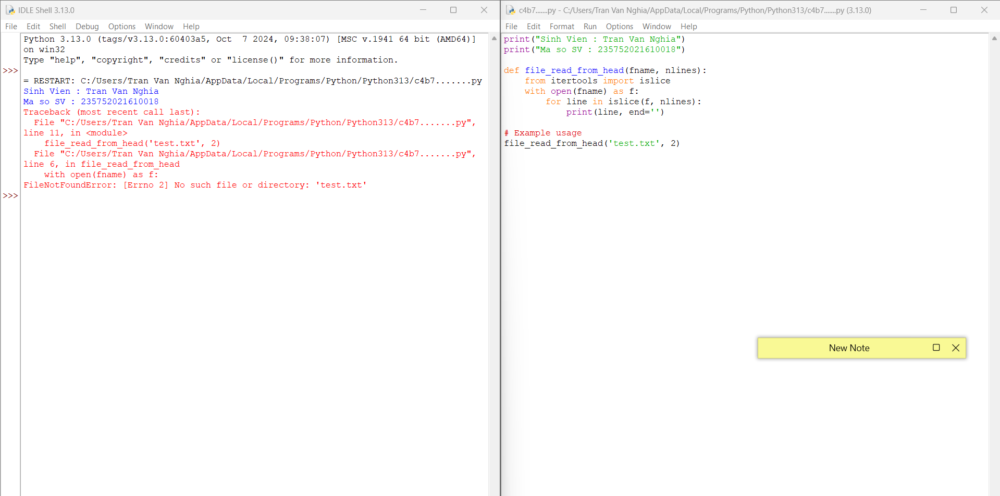 IDLE Shell 3.13.0
File Edit Shell Debug Options Window Help
Python 3.13.0 (tags/v3.13.0:60403a5, Oct  7 2024, 09:38:07) [MSC v.1941 64 bit (AMD64)]
on win32
Type "help", "copyright", "credits" or "license()" for more information.
>>>
= RESTART: C:/Users/Tran Van Nghia/AppData/Local/Programs/Python/Python313/c4b7.......py
Sinh Vien : Tran Van Nghia
Ma so SV : 235752021610018
Traceback (most recent call last):
  File "C:/Users/Tran Van Nghia/AppData/Local/Programs/Python/Python313/c4b7.......py",
line 11, in <module>
    file_read_from_head('test.txt', 2)
  File "C:/Users/Tran Van Nghia/AppData/Local/Programs/Python/Python313/c4b7.......py",
line 6, in file_read_from_head
    with open(fname) as f:
FileNotFoundError: [Errno 2] No such file or directory: 'test.txt'
>>>
c4b7.......py - C:/Users/Tran Van Nghia/AppData/Local/Programs/Python/Python313/c4b7.......py (3.13.0)
File Edit Format Run Options Window Help
print("Sinh Vien : Tran Van Nghia")
print("Ma so SV : 235752021610018")
def file_read_from_head(fname, nlines):
    from itertools import islice
    with open(fname) as f:
        for line in islice(f, nlines):
            print(line, end='')
# Example usage
file_read_from_head('test.txt', 2)
New Note